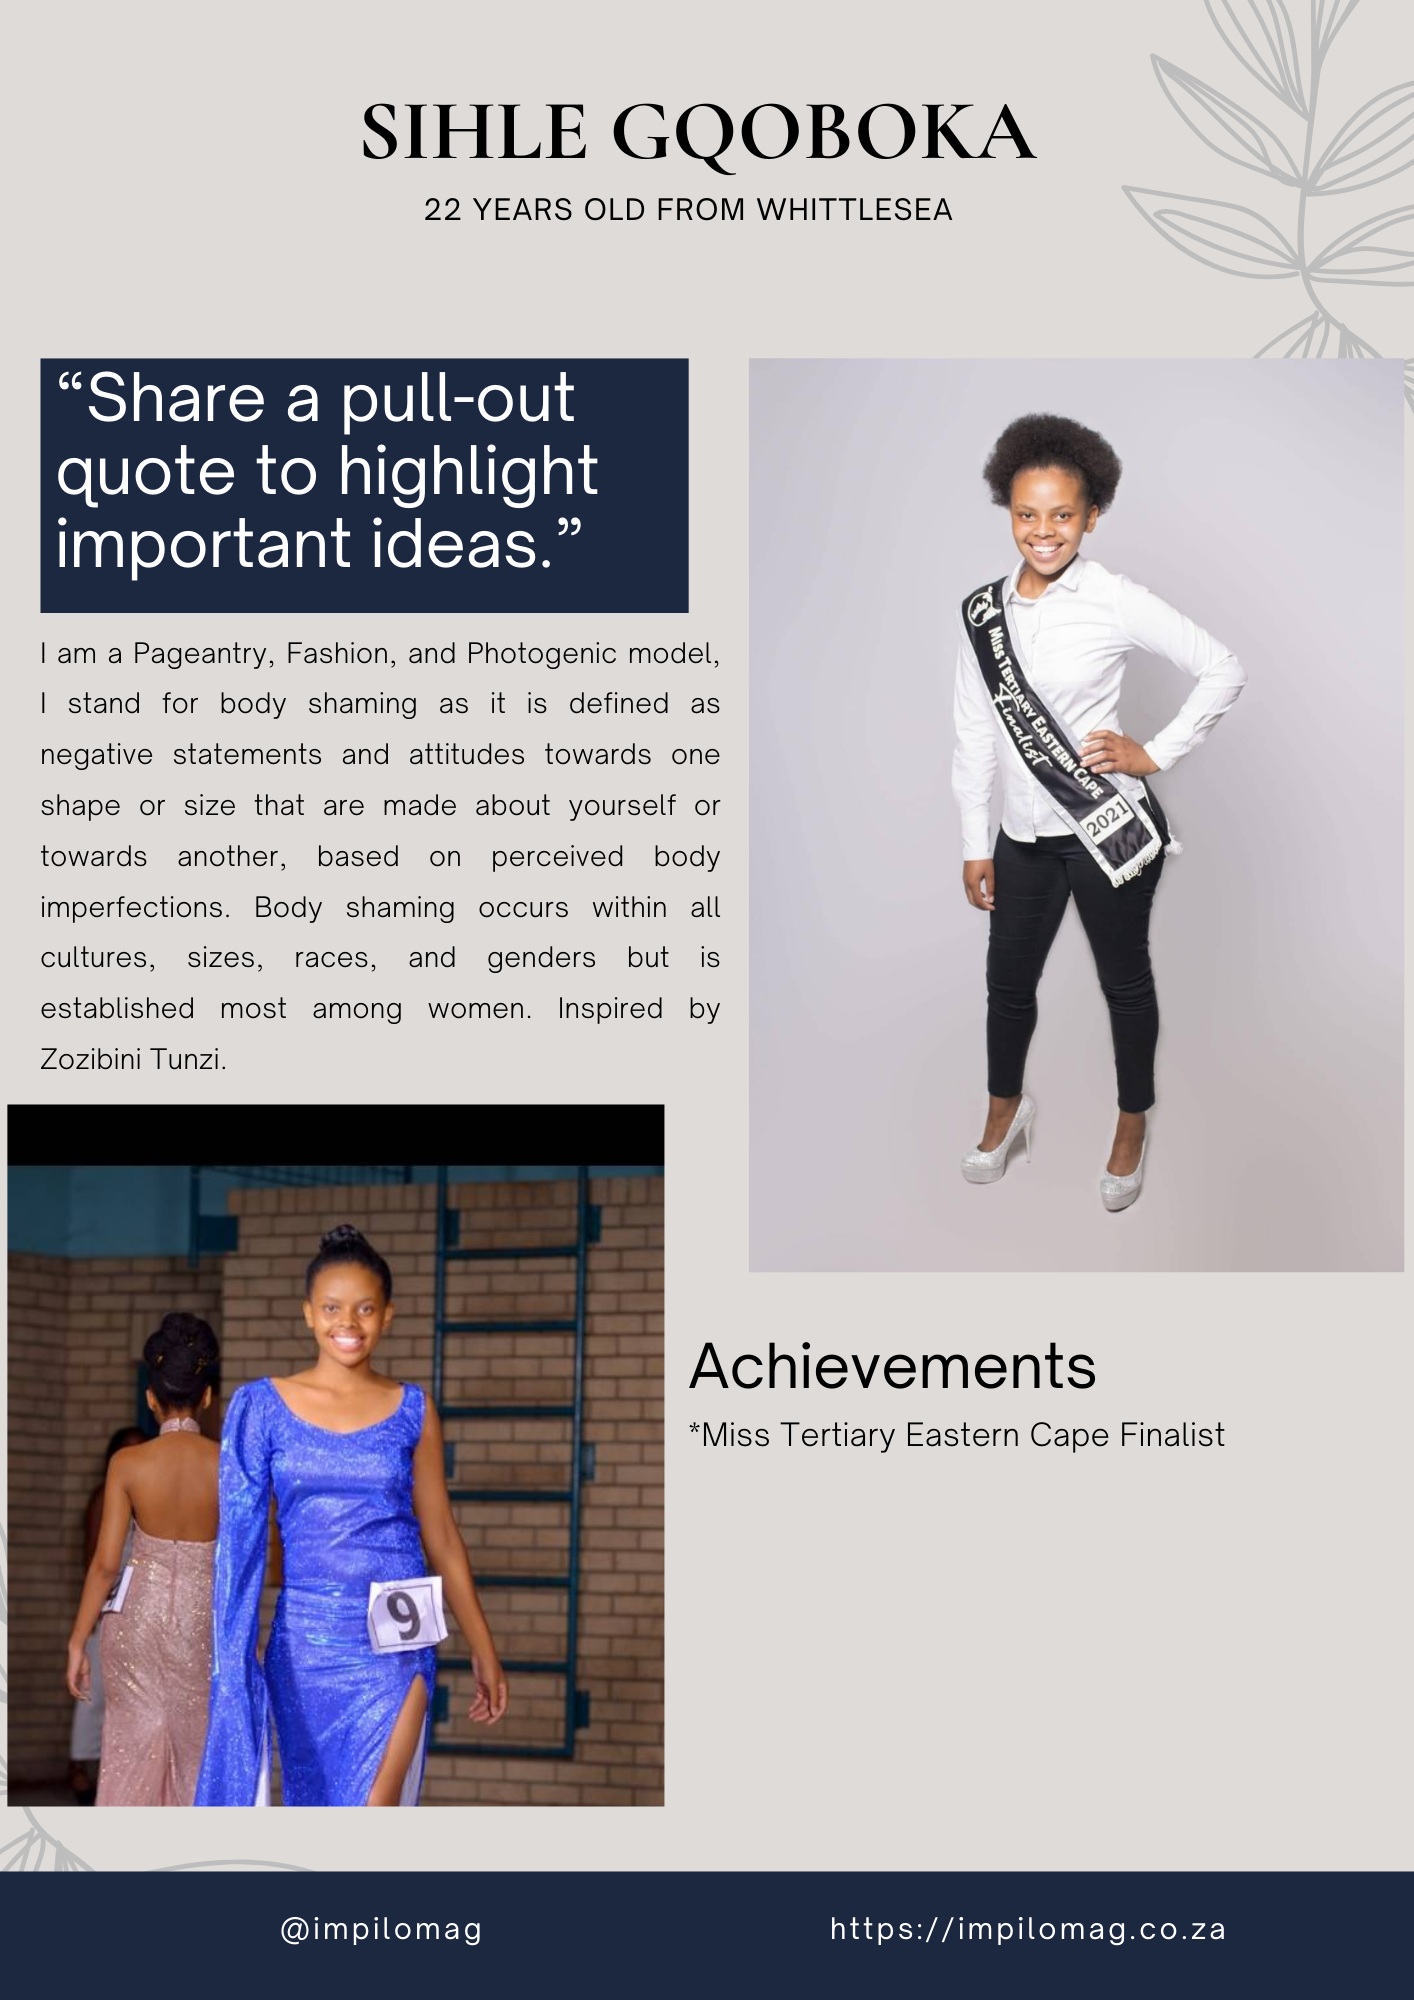 SIHLE GQOBOKA
22 YEARS OLD FROM WHITTLESEA
“Share a pull-out
quote to highlight
important ideas.”
I am a Pageantry, Fashion, and Photogenic model,
I stand for body shaming as it is defined as
negative statements and attitudes towards one
shape or size that are made about yourself or
towards another, based on perceived body
imperfections. Body shaming occurs within all
cultures, sizes, races, and genders but is
established most among women. Inspired by
Zozibini Tunzi.
Miss Tertiary Eastern Cape
Finalist
2021
9
Achievements
*Miss Tertiary Eastern Cape Finalist
@impilomag
https://impilomag.co.za